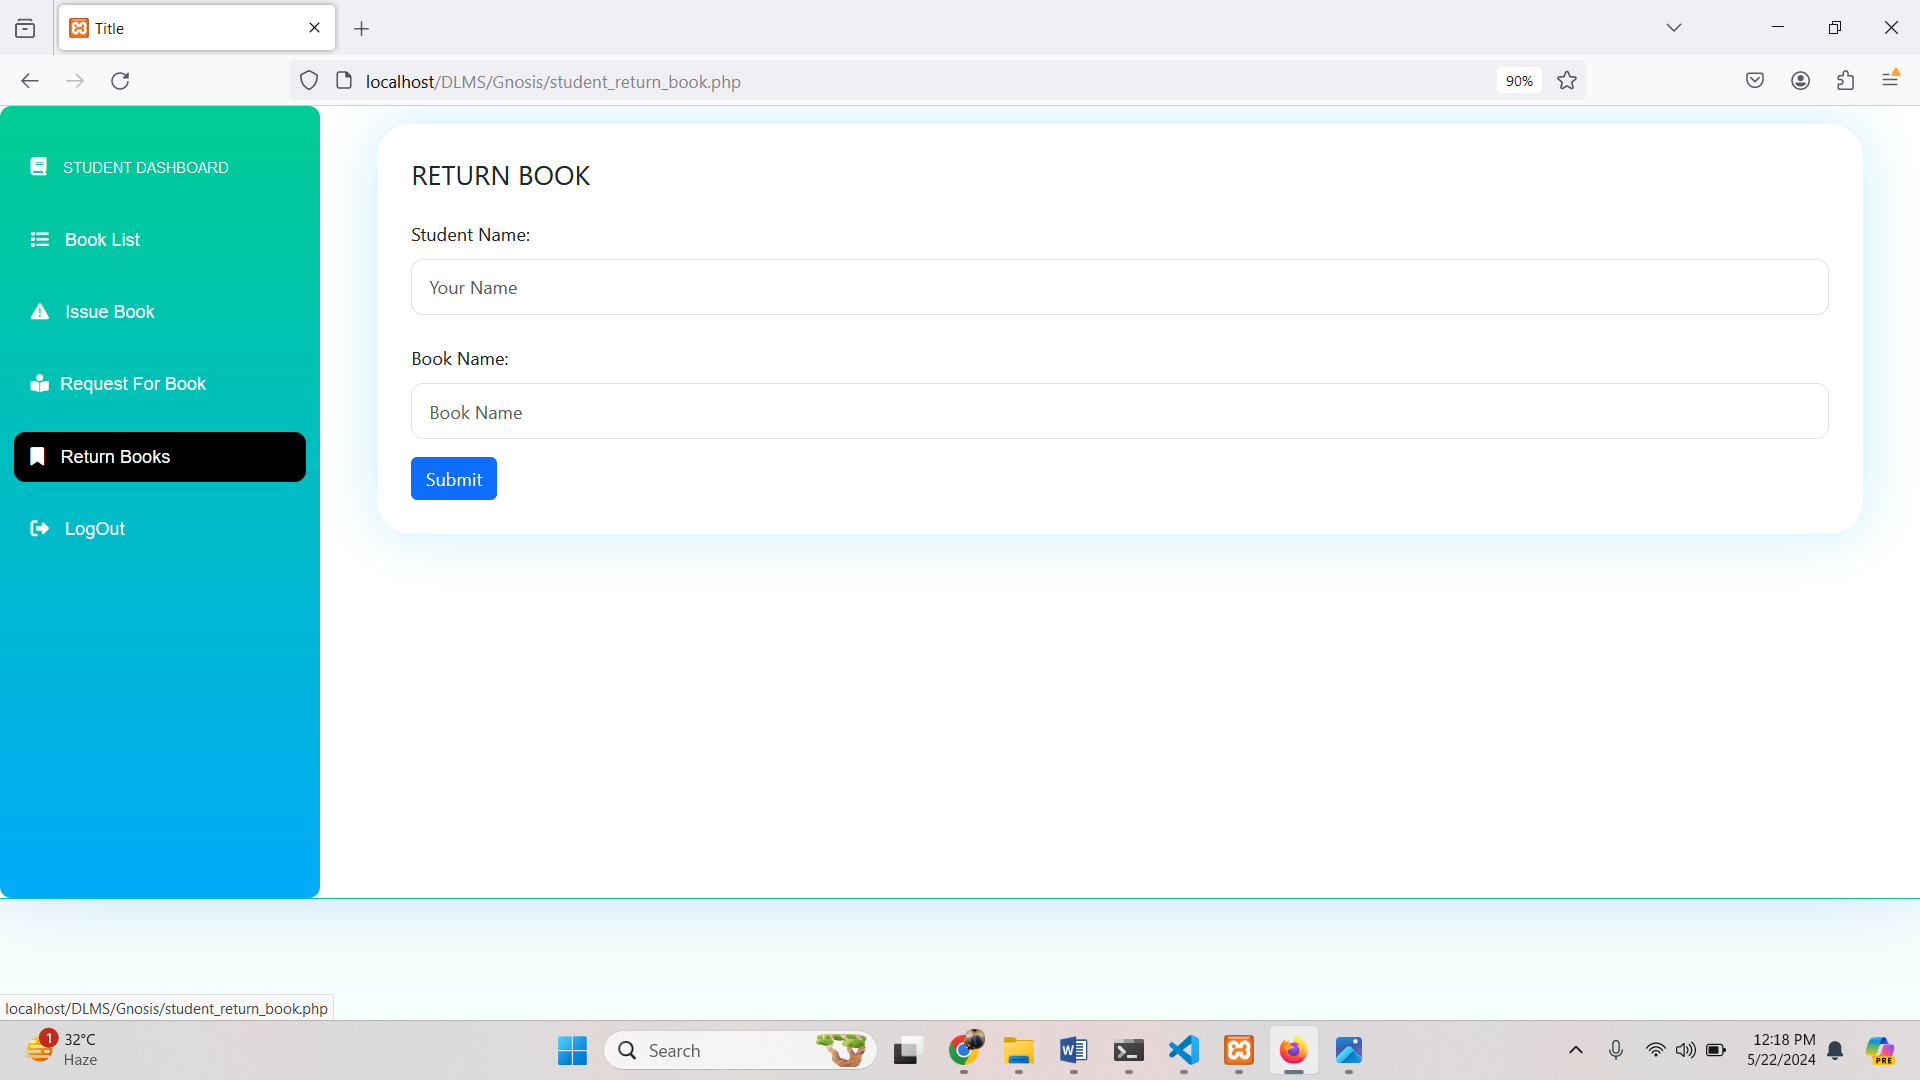 Title
localhost/DLMS/Gnosis/student_return_book.php
90%
STUDENT DASHBOARD
Book List
Issue Book
Request For Book
Return Books
LogOut
RETURN BOOK
Student Name:
Your Name
Book Name:
Book Name
Submit
localhost/DLMS/Gnosis/student_return_book.php
1
32°C
Haze
Search
12:18 PM
5/22/2024
PRE